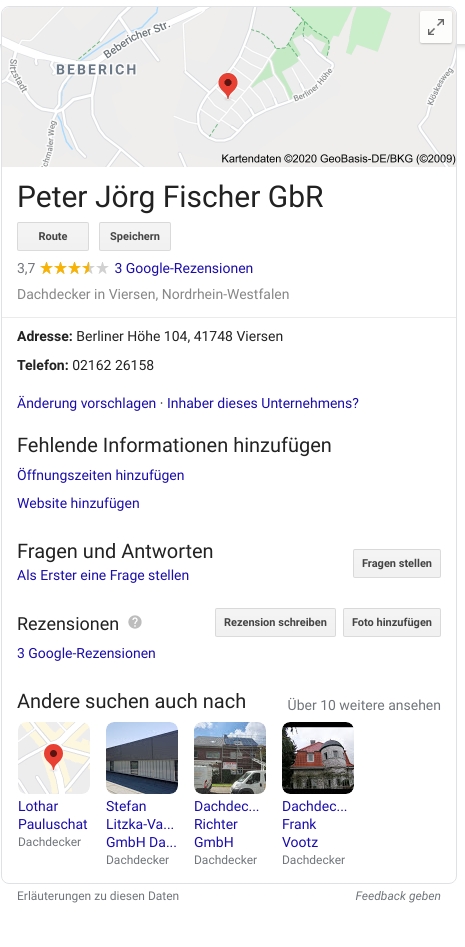 Bebericher Str.
BEBERICH
Sitzstadt
Schmaler Weg
Berliner Höhe
Klöskesweg
Kartendaten ©2020 GeoBasis-DE/BKG (©2009)
Peter Jörg Fischer GbR
Route Speichern
3,7 3 Google-Rezensionen
Dachdecker in Viersen, Nordrhein-Westfalen
Adresse: Berliner Höhe 104, 41748 Viersen
Telefon: 02162 26158
Änderung vorschlagen · Inhaber dieses Unternehmens?
Fehlende Informationen hinzufügen
Öffnungszeiten hinzufügen
Website hinzufügen
Fragen und Antworten
Fragen stellen
Als Erster eine Frage stellen
Rezensionen ? Rezension schreiben Foto hinzufügen
3 Google-Rezensionen
Andere suchen auch nach Über 10 weitere ansehen
Lothar
Pauluschat
Dachdecker
Stefan
Litzka-Va...
GmbH Da...
Dachdecker
Dachdec...
Richter
GmbH
Dachdecker
Dachdec...
Frank
Vootz
Dachdecker
Erläuterungen zu diesen Daten Feedback geben